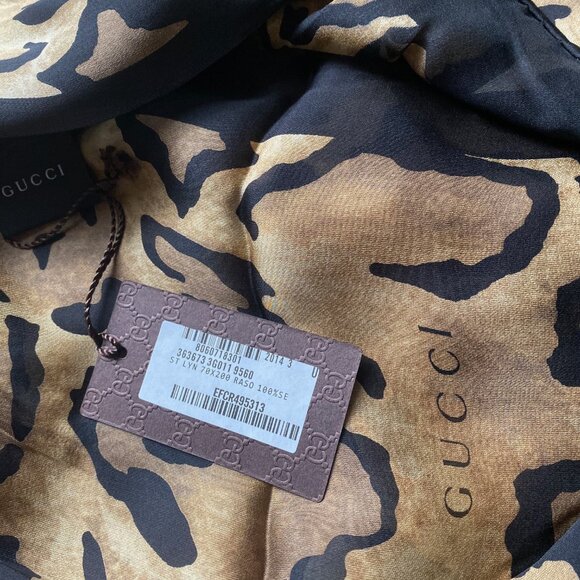 GUCCI
8060718301 2014 3 U
363673 3G011 9560
ST LYN 70X200 RASO 100%SE
EFCR495313
GUCCI